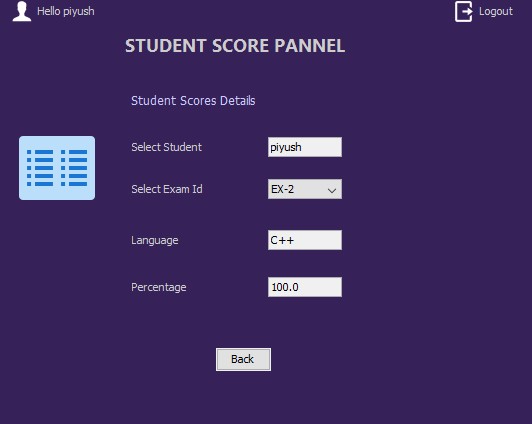 Hello piyush
Logout
STUDENT SCORE PANNEL
Student Scores Details
Select Student piyush
Select Exam Id EX-2
Language C++
Percentage 100.0
Back